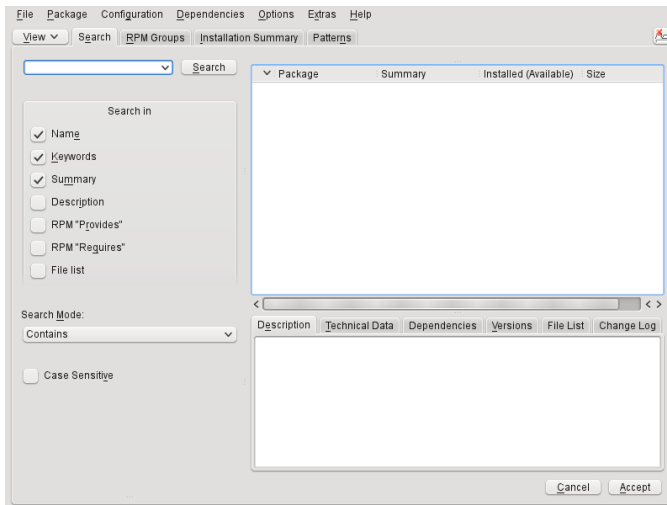 File Package Configuration Dependencies Options Extras Help
View Search RPM Groups Installation Summary Patterns
Search
Package Summary Installed (Available) Size
Search in
Name
Keywords
Summary
Description
RPM "Provides"
RPM "Requires"
File list
Search Mode:
Contains
Case Sensitive
Description Technical Data Dependencies Versions File List Change Log
Cancel Accept